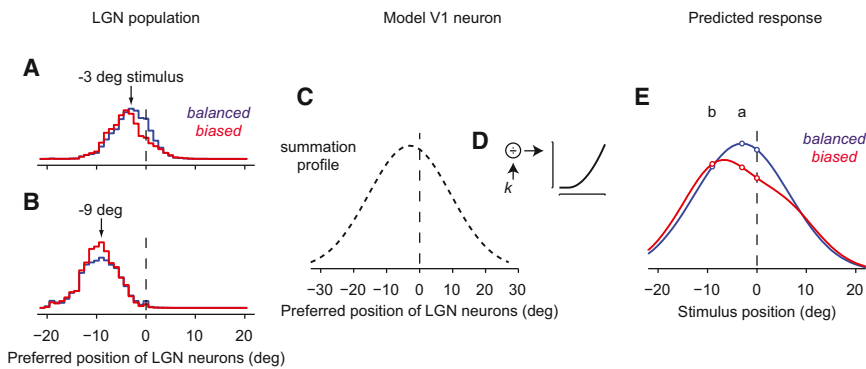 LGN population
Model V1 neuron
Predicted response
A
-3 deg stimulus
balanced
biased
B
-9 deg
−20 −10 0 10 20
Preferred position of LGN neurons (deg)
C
summation
profile
−30 −20 −10 0 10 20 30
Preferred position of LGN neurons (deg)
D
÷
k
E
b a
balanced
biased
−20 −10 0 10 20
Stimulus position (deg)